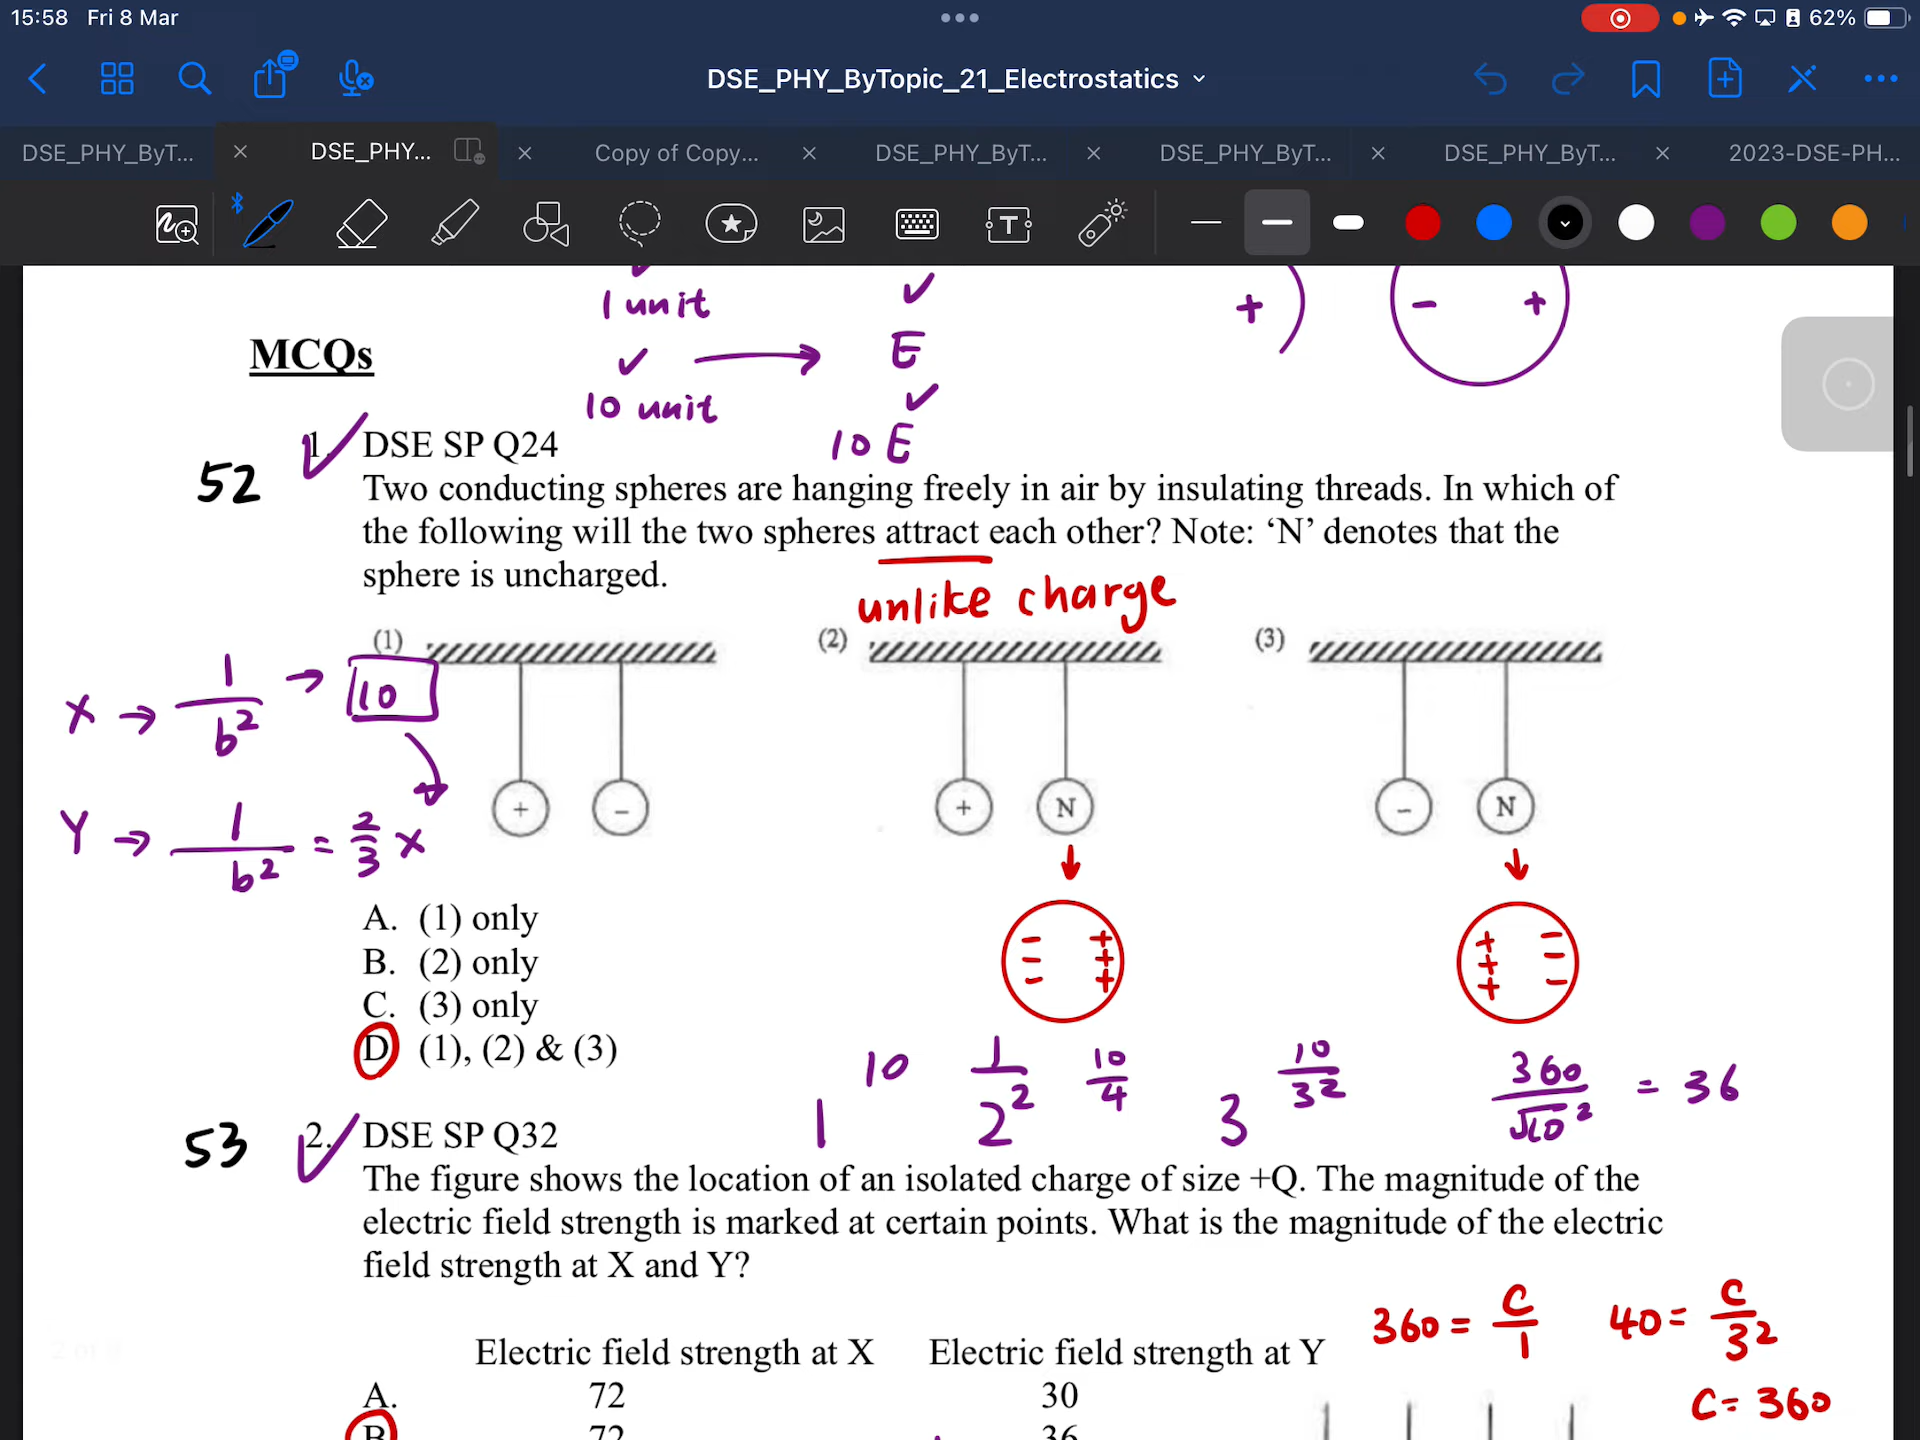 15:58 Fri 8 Mar
62%
DSE_PHY_ByTopic_21_Electrostatics
DSE_PHY_ByT... × DSE_PHY... × Copy of Copy... × DSE_PHY_ByT... × DSE_PHY_ByT... × DSE_PHY_ByT... × 2023-DSE-PH...
T
1 unit
+ - +
MCQs
E
10 unit
10 E
52
1. DSE SP Q24
Two conducting spheres are hanging freely in air by insulating threads. In which of
the following will the two spheres attract each other? Note: ‘N’ denotes that the
sphere is uncharged.
unlike charge
(1) (2) (3)
X → 1/b² → 10
+ - + N - N
Y → 1/b² = 2/3 X
A. (1) only
B. (2) only
C. (3) only
D (1), (2) & (3)
- - - + + +
+ + + - - -
1 10 1/2² 10/4 3 10/3² 360/√10² = 36
53
2. DSE SP Q32
The figure shows the location of an isolated charge of size +Q. The magnitude of the
electric field strength is marked at certain points. What is the magnitude of the electric
field strength at X and Y?
360 = C/1 40 = C/3²
Electric field strength at X Electric field strength at Y
C = 360
A. 72 30
B 72 36